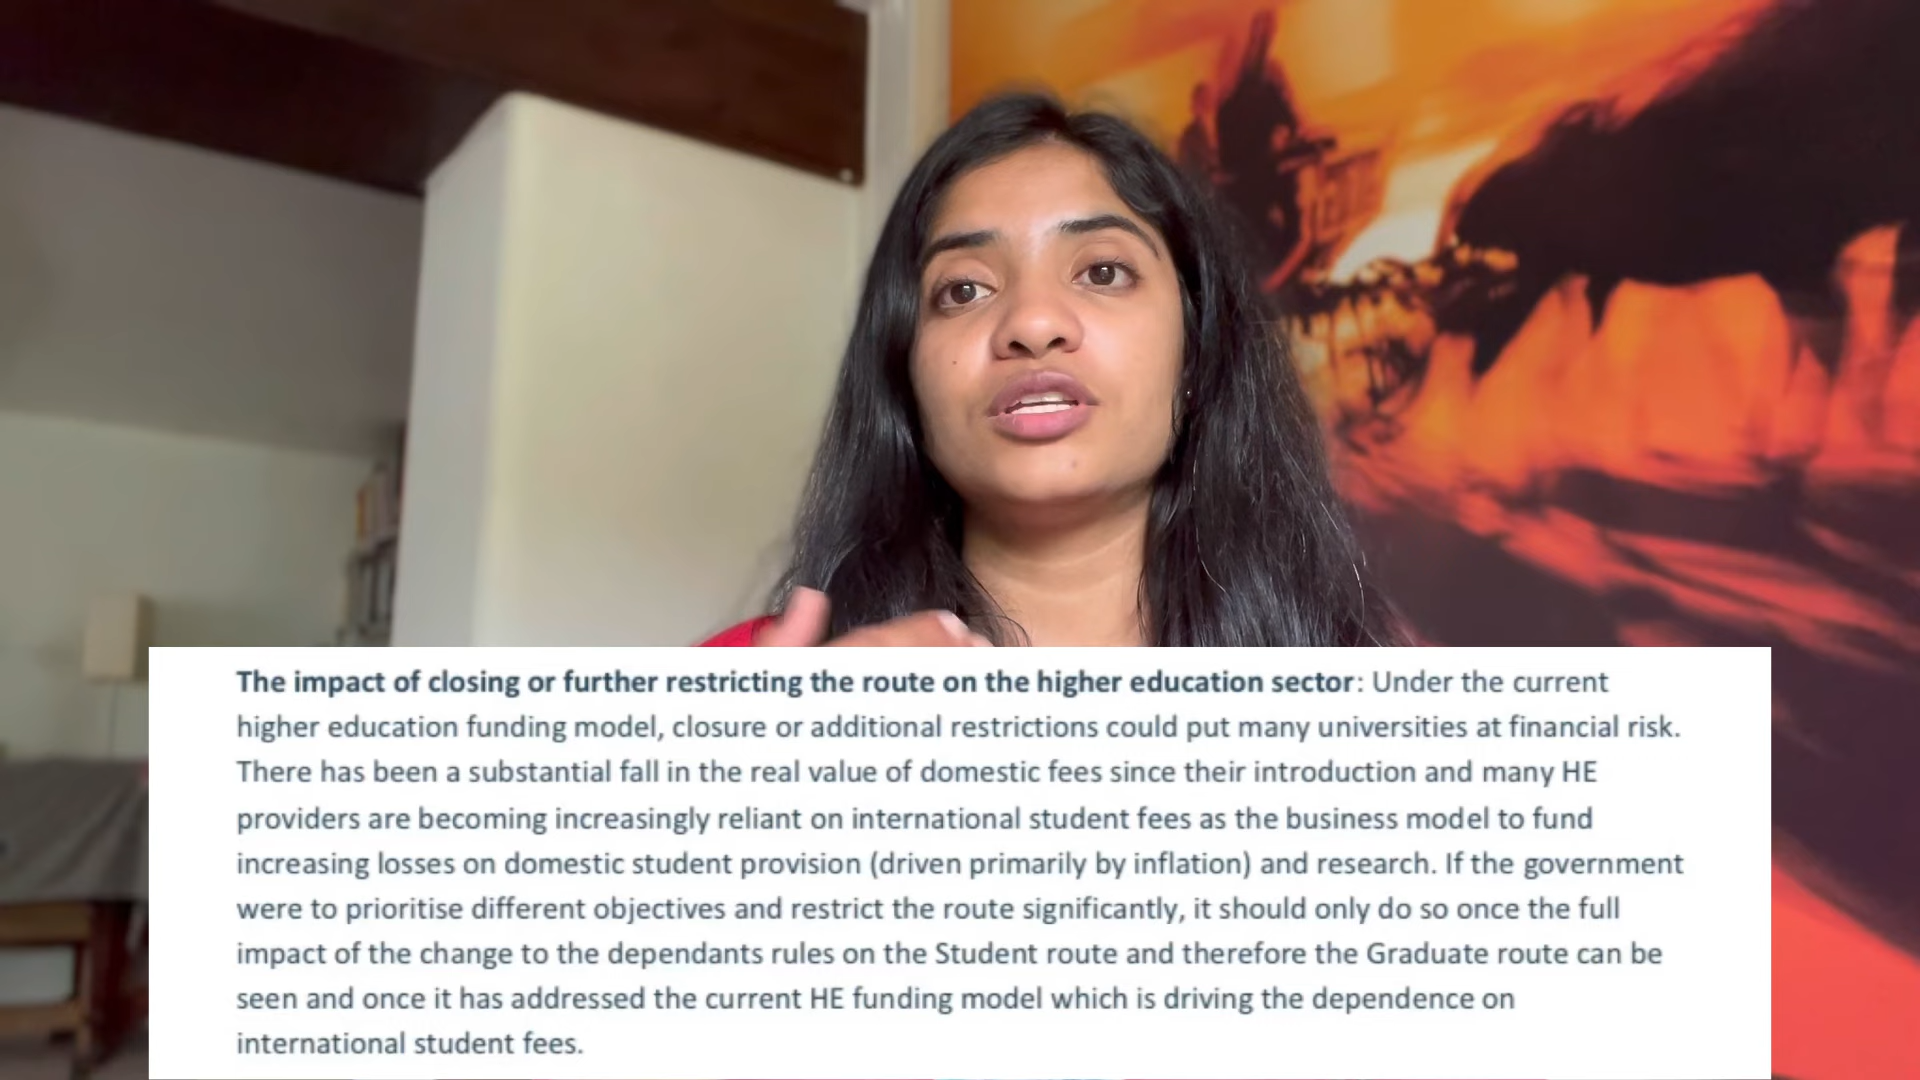 The impact of closing or further restricting the route on the higher education sector: Under the current
higher education funding model, closure or additional restrictions could put many universities at financial risk.
There has been a substantial fall in the real value of domestic fees since their introduction and many HE
providers are becoming increasingly reliant on international student fees as the business model to fund
increasing losses on domestic student provision (driven primarily by inflation) and research. If the government
were to prioritise different objectives and restrict the route significantly, it should only do so once the full
impact of the change to the dependants rules on the Student route and therefore the Graduate route can be
seen and once it has addressed the current HE funding model which is driving the dependence on
international student fees.